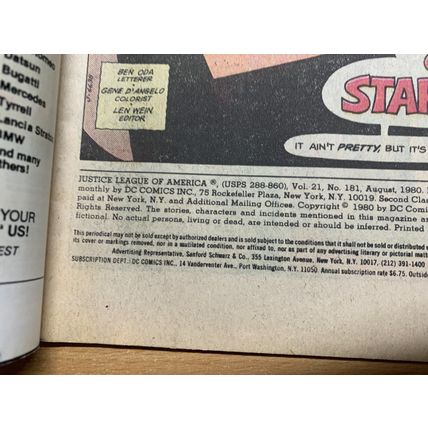 Datsun
Bugatti
Mercedes
Tyrrell
Lancia Stratos
BMW
and many
others!
YOUR
US!
EST
BEN ODA
LETTERER
GENE D'ANGELO
COLORIST
LEN WEIN
EDITOR
J-6630
STAR
IT AIN'T PRETTY, BUT IT'S
JUSTICE LEAGUE OF AMERICA ®, (USPS 288-860), Vol. 21, No. 181, August, 1980.
monthly by DC COMICS INC., 75 Rockefeller Plaza, New York, N.Y. 10019. Second Clas
paid at New York, N.Y. and Additional Mailing Offices. Copyright © 1980 by DC Comi
Rights Reserved. The stories, characters and incidents mentioned in this magazine ar
fictional. No actual persons, living or dead, are intended or should be inferred. Printed
This periodical may not be sold except by authorized dealers and is sold subject to the conditions that it shall not be sold or distributed w
its cover or markings removed, nor in a mutilated condition, nor affixed to, nor as part of any advertising, literary or pictorial matt
Advertising Representative, Sanford Schwarz & Co., 355 Lexington Avenue, New York, N.Y. 10017, (212) 391-1400
SUBSCRIPTION DEPT.: DC COMICS INC., 14 Vanderventer Ave., Port Washington, N.Y. 11050. Annual subscription rate $6.75. Outside